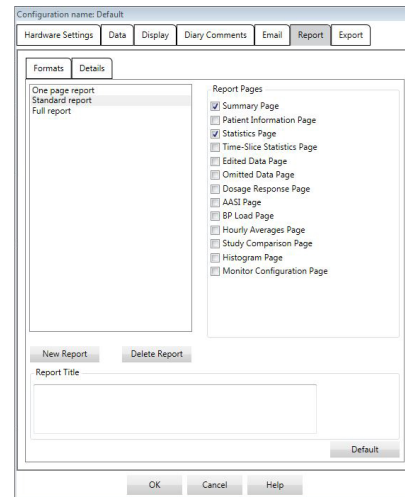 Configuration name: Default
Hardware Settings Data Display Diary Comments Email Report Export
Formats Details
One page report
Standard report
Full report
Report Pages
Summary Page
Patient Information Page
Statistics Page
Time-Slice Statistics Page
Edited Data Page
Omitted Data Page
Dosage Response Page
AASI Page
BP Load Page
Hourly Averages Page
Study Comparison Page
Histogram Page
Monitor Configuration Page
New Report Delete Report
Report Title
Default
OK Cancel Help